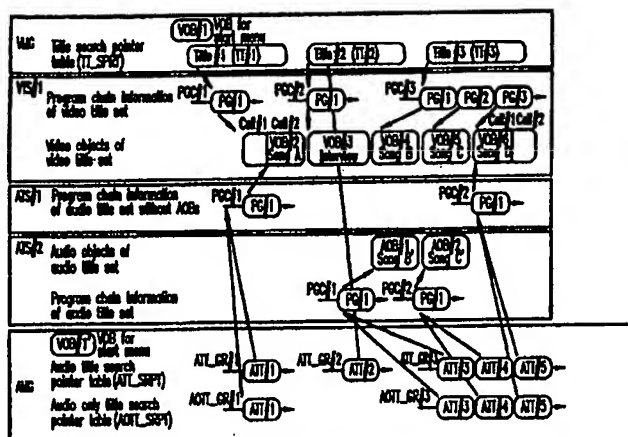 VOB#1 VOB for start menu
VMG Title search pointer table (TT_SPRT)
Title #1 (TT#1) Title #2 (TT#2) Title #3 (TT#3)
VTS#1 Program chain information of video title set
PGC#1 PG#1 PGC#2 PG#1 PGC#3 PG#1 PG#2 PG#3
Cell#1 Cell#2 Cell#1 Cell#2
Video objects of video title-set
VOB#2 Song A VOB#3 Interview VOB#4 Song B VOB#5 Song C VOB#6
ATS#1 Program chain information of audio title set without AOBs
PGC#1 PG#1 PGC#2 PG#1
ATS#2 Audio objects of audio title set
AOB#1 Song B' AOB#2 Song C'
Program chain information of audio title set
PGC#1 PG#1 PGC#2 PG#1
VOB#1' VOB for start menu
AMG Audio title search pointer table (ATT_SRPT)
ATT_GR#1 ATT#1 ATT_GR#2 ATT#2 ATT#3 ATT#4 ATT#5
Audio only title search pointer table (AOTT_SRPT)
AOTT_GR#1 ATT#1 AOTT_GR#3 ATT#3 ATT#4 ATT#5